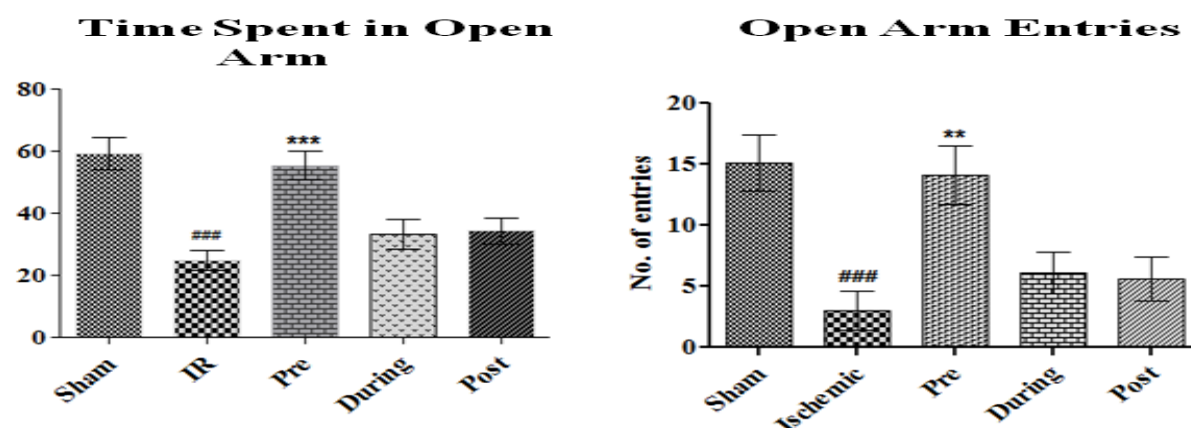 Time Spent in Open
Arm
80
60
40
20
0
***
###
Sham
IR
Pre
During
Post
Open Arm Entries
No. of entries
20
15
10
5
0
**
###
Sham
Ischemic
Pre
During
Post